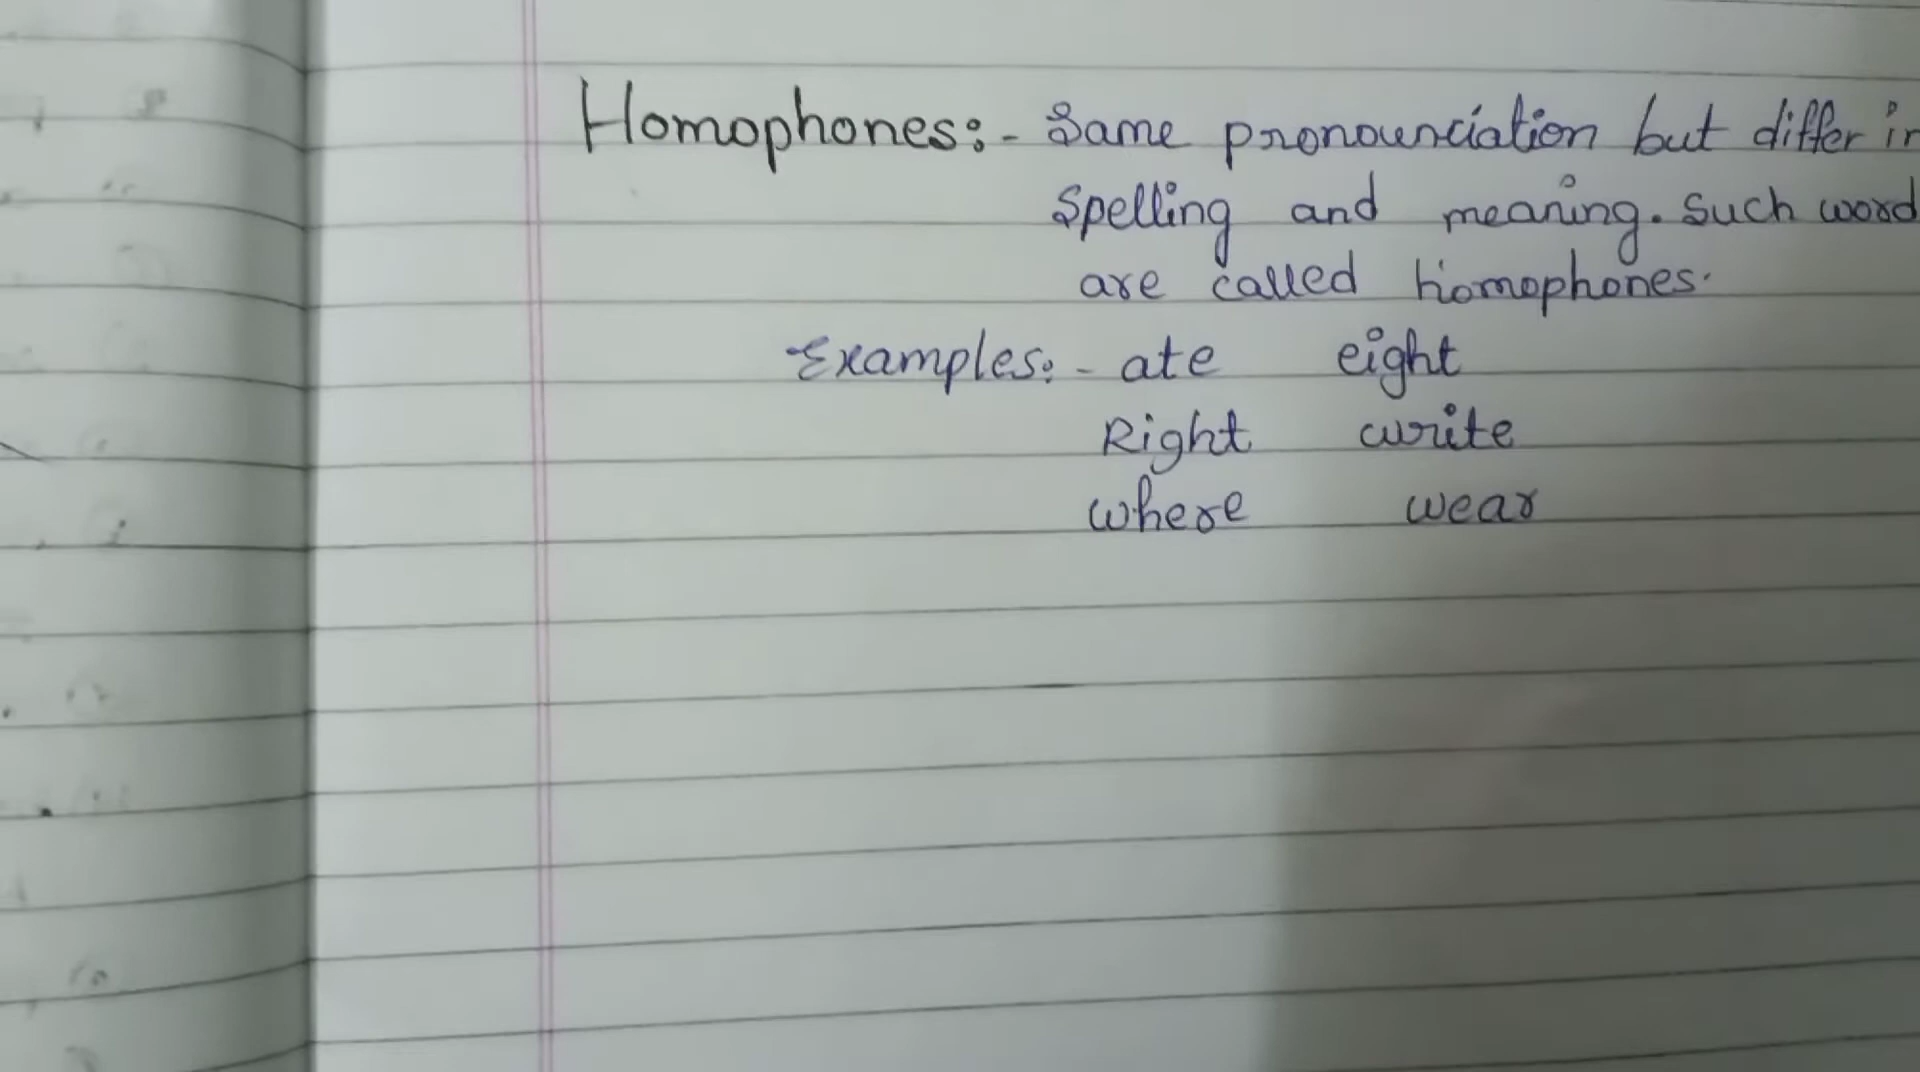 Homophones:- Same pronounciation but differ in
Spelling and meaning. Such word
are called homophones.
Examples:- ate eight
Right write
where wear